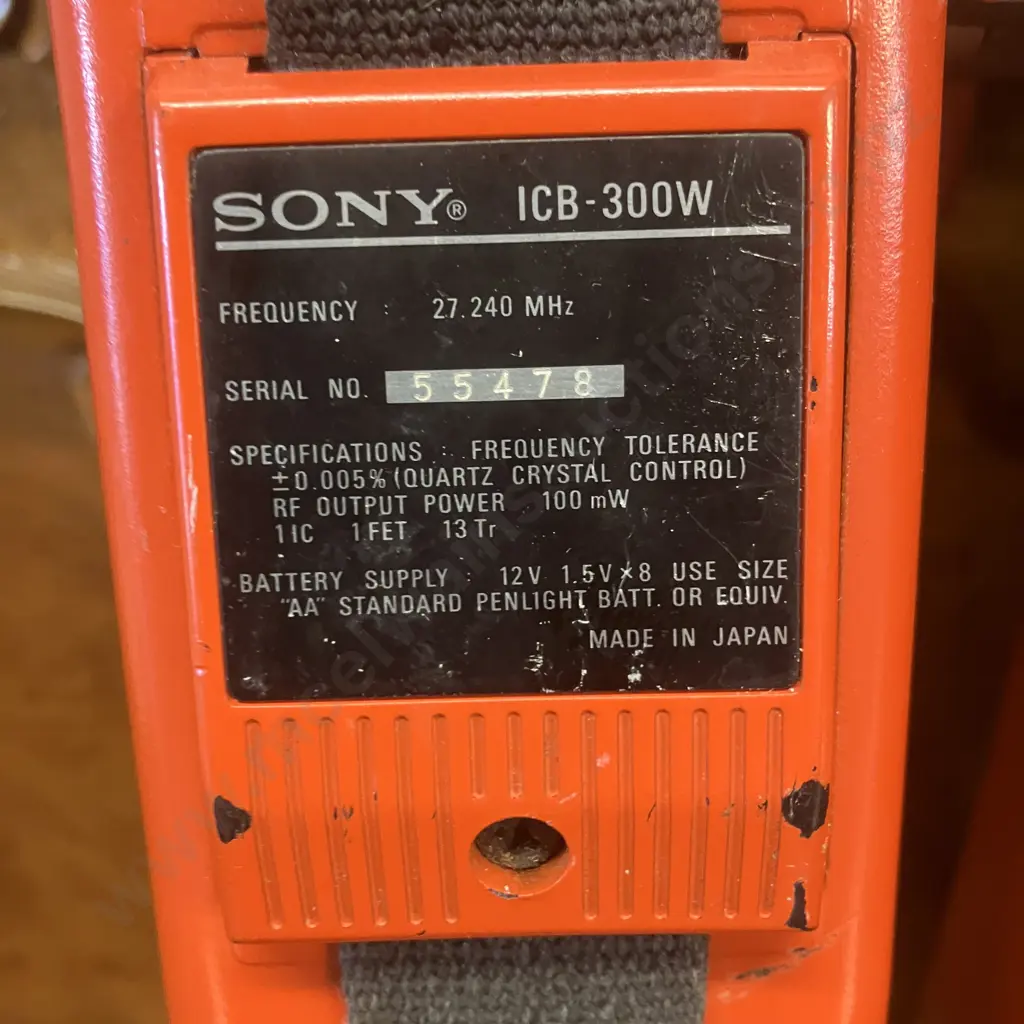 SONY® ICB-300W
FREQUENCY : 27.240 MHz
SERIAL NO. 55478
SPECIFICATIONS : FREQUENCY TOLERANCE
±0.005% (QUARTZ CRYSTAL CONTROL)
RF OUTPUT POWER 100 mW
1 IC 1 FET 13 Tr
BATTERY SUPPLY : 12V 1.5V×8 USE SIZE
"AA" STANDARD PENLIGHT BATT. OR EQUIV.
MADE IN JAPAN